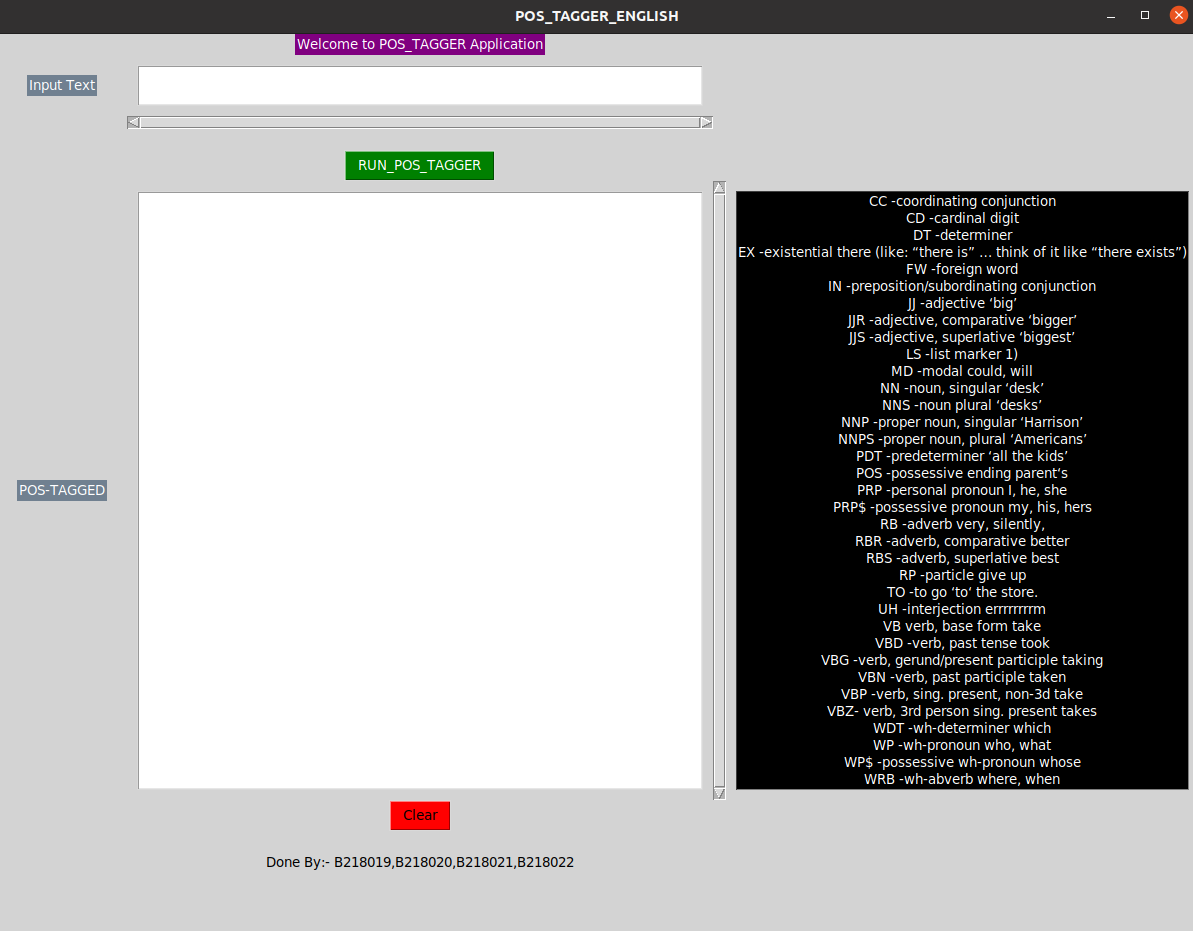 POS_TAGGER_ENGLISH
Welcome to POS_TAGGER Application
Input Text
RUN_POS_TAGGER
POS-TAGGED
CC -coordinating conjunction
CD -cardinal digit
DT -determiner
EX -existential there (like: “there is” … think of it like “there exists”)
FW -foreign word
IN -preposition/subordinating conjunction
JJ -adjective ‘big’
JJR -adjective, comparative ‘bigger’
JJS -adjective, superlative ‘biggest’
LS -list marker 1)
MD -modal could, will
NN -noun, singular ‘desk’
NNS -noun plural ‘desks’
NNP -proper noun, singular ‘Harrison’
NNPS -proper noun, plural ‘Americans’
PDT -predeterminer ‘all the kids’
POS -possessive ending parent‘s
PRP -personal pronoun I, he, she
PRP$ -possessive pronoun my, his, hers
RB -adverb very, silently,
RBR -adverb, comparative better
RBS -adverb, superlative best
RP -particle give up
TO -to go ‘to‘ the store.
UH -interjection errrrrrrrm
VB verb, base form take
VBD -verb, past tense took
VBG -verb, gerund/present participle taking
VBN -verb, past participle taken
VBP -verb, sing. present, non-3d take
VBZ- verb, 3rd person sing. present takes
WDT -wh-determiner which
WP -wh-pronoun who, what
WP$ -possessive wh-pronoun whose
WRB -wh-abverb where, when
Clear
Done By:- B218019,B218020,B218021,B218022